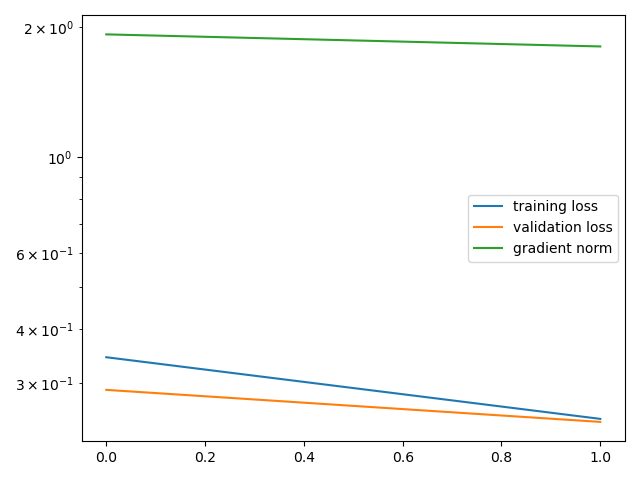 2 × 10⁰
10⁰
6 × 10⁻¹
4 × 10⁻¹
3 × 10⁻¹
training loss
validation loss
gradient norm
0.0 0.2 0.4 0.6 0.8 1.0